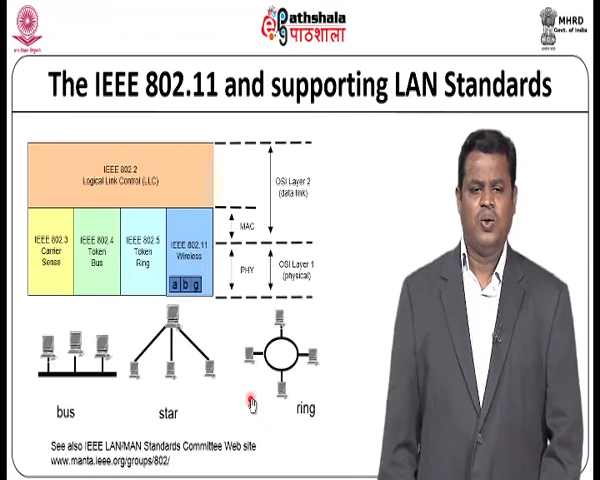 Pathshala
पाठशाला
MHRD
Govt. of India
The IEEE 802.11 and supporting LAN Standards
IEEE 802.2
Logical Link Control (LLC)
OSI Layer 2
(data link)
MAC
IEEE 802.3
Carrier
Sense
IEEE 802.4
Token
Bus
IEEE 802.5
Token
Ring
IEEE 802.11
Wireless
a b g
PHY
OSI Layer 1
(physical)
bus
star
ring
See also IEEE LAN/MAN Standards Committee Web site
www.manta.ieee.org/groups/802/